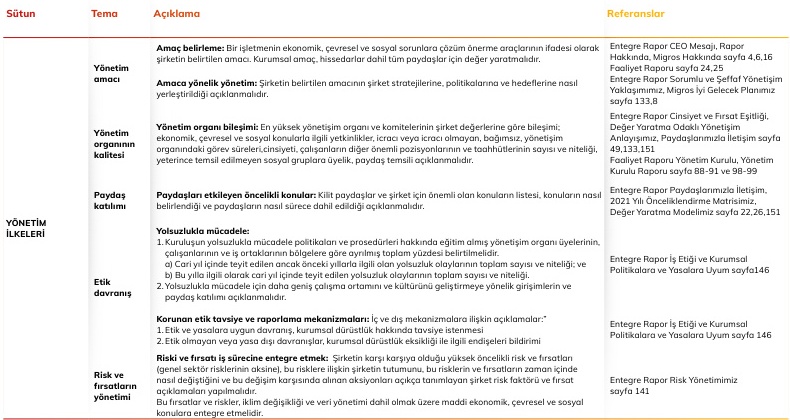 Sütun Tema Açıklama Referanslar
YÖNETİM
İLKELERİ
Yönetim
amacı
Amaç belirleme: Bir işletmenin ekonomik, çevresel ve sosyal sorunlara çözüm önerme araçlarının ifadesi olarak
şirketin belirtilen amacı. Kurumsal amaç, hissedarlar dahil tüm paydaşlar için değer yaratmalıdır.
Amaca yönelik yönetim: Şirketin belirtilen amacının şirket stratejilerine, politikalarına ve hedeflerine nasıl
yerleştirildiği açıklanmalıdır.
Entegre Rapor CEO Mesajı, Rapor
Hakkında, Migros Hakkında sayfa 4,6,16
Faaliyet Raporu sayfa 24,25
Entegre Rapor Sorumlu ve Şeffaf Yönetişim
Yaklaşımımız, Migros İyi Gelecek Planımız
sayfa 133,8
Yönetim
organının
kalitesi
Yönetim organı bileşimi: En yüksek yönetişim organı ve komitelerinin şirket değerlerine göre bileşimi;
ekonomik, çevresel ve sosyal konularla ilgili yetkinlikler, icracı veya icracı olmayan, bağımsız, yönetişim
organındaki görev süreleri,cinsiyeti, çalışanların diğer önemli pozisyonlarının ve taahhütlerinin sayısı ve niteliği,
yeterince temsil edilmeyen sosyal gruplara üyelik, paydaş temsili açıklanmalıdır.
Entegre Rapor Cinsiyet ve Fırsat Eşitliği,
Değer Yaratma Odaklı Yönetişim
Anlayışımız, Paydaşlarımızla İletişim sayfa
49,133,151
Faaliyet Raporu Yönetim Kurulu, Yönetim
Kurulu Raporu sayfa 88-91 ve 98-99
Paydaş
katılımı
Paydaşları etkileyen öncelikli konular: Kilit paydaşlar ve şirket için önemli olan konuların listesi, konuların nasıl
belirlendiği ve paydaşların nasıl sürece dahil edildiği açıklanmalıdır.
Entegre Rapor Paydaşlarımızla İletişim,
2021 Yılı Önceliklendirme Matrisimiz,
Değer Yaratma Modelimiz sayfa 22,26,151
Etik
davranış
Yolsuzlukla mücadele:
1. Kuruluşun yolsuzlukla mücadele politikaları ve prosedürleri hakkında eğitim almış yönetişim organı üyelerinin,
çalışanlarının ve iş ortaklarının bölgelere göre ayrılmış toplam yüzdesi belirtilmelidir.
a) Cari yıl içinde teyit edilen ancak önceki yıllarla ilgili olan yolsuzluk olaylarının toplam sayısı ve niteliği; ve
b) Bu yılla ilgili olarak cari yıl içinde teyit edilen yolsuzluk olaylarının toplam sayısı ve niteliği.
2. Yolsuzlukla mücadele için daha geniş çalışma ortamını ve kültürünü geliştirmeye yönelik girişimlerin ve
paydaş katılımı açıklanmalıdır.
Entegre Rapor İş Etiği ve Kurumsal
Politikalara ve Yasalara Uyum sayfa146
Korunan etik tavsiye ve raporlama mekanizmaları: İç ve dış mekanizmalara ilişkin açıklamalar:”
1. Etik ve yasalara uygun davranış, kurumsal dürüstlük hakkında tavsiye istenmesi
2. Etik olmayan veya yasa dışı davranışlar, kurumsal dürüstlük eksikliği ile ilgili endişeleri bildirimi
Entegre Rapor İş Etiği ve Kurumsal
Politikalara ve Yasalara Uyum sayfa 146
Risk ve
fırsatların
yönetimi
Riski ve fırsatı iş sürecine entegre etmek: Şirketin karşı karşıya olduğu yüksek öncelikli risk ve fırsatları
(genel sektör risklerinin aksine), bu risklere ilişkin şirketin tutumunu, bu risklerin ve fırsatların zaman içinde
nasıl değiştiğini ve bu değişim karşısında alınan aksiyonları açıkça tanımlayan şirket risk faktörü ve fırsat
açıklamaları yapılmalıdır.
Bu fırsatlar ve riskler, iklim değişikliği ve veri yönetimi dahil olmak üzere maddi ekonomik, çevresel ve sosyal
konulara entegre etmelidir.
Entegre Rapor Risk Yönetimimiz
sayfa 141